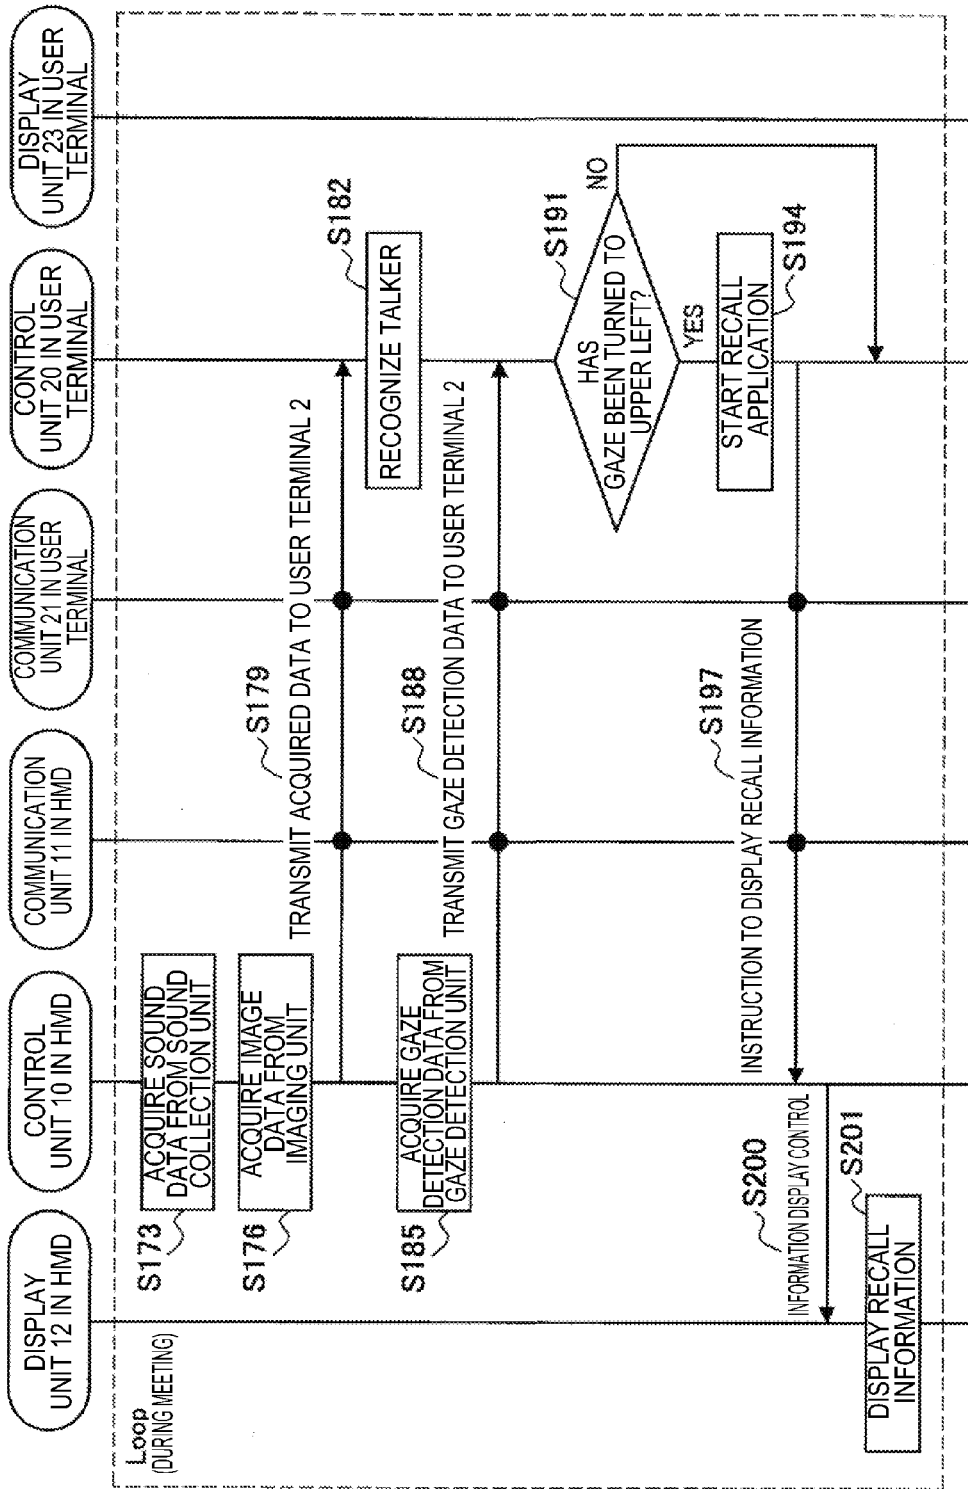 DISPLAY
UNIT 12 IN HMD
CONTROL
UNIT 10 IN HMD
COMMUNICATION
UNIT 11 IN HMD
COMMUNICATION
UNIT 21 IN USER
TERMINAL
CONTROL
UNIT 20 IN USER
TERMINAL
DISPLAY
UNIT 23 IN USER
TERMINAL
Loop
(DURING MEETING)
S173
ACQUIRE SOUND
DATA FROM SOUND
COLLECTION UNIT
S176
ACQUIRE IMAGE
DATA FROM
IMAGING UNIT
S179
TRANSMIT ACQUIRED DATA TO USER TERMINAL 2
S182
RECOGNIZE TALKER
S185
ACQUIRE GAZE
DETECTION DATA FROM
GAZE DETECTION UNIT
S188
TRANSMIT GAZE DETECTION DATA TO USER TERMINAL 2
S191
HAS
GAZE BEEN TURNED TO
UPPER LEFT?
NO
YES
S194
START RECALL
APPLICATION
S197
INSTRUCTION TO DISPLAY RECALL INFORMATION
S200
INFORMATION DISPLAY CONTROL
S201
DISPLAY RECALL
INFORMATION